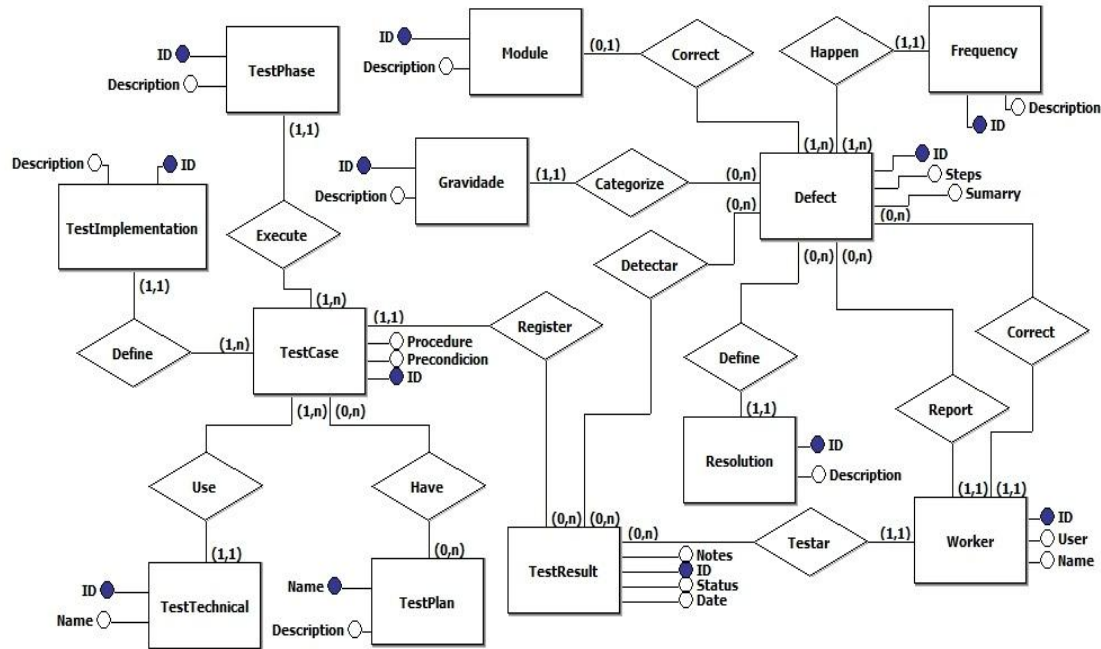 ID
TestPhase
Description
(1,1)
ID
Module
Description
(0,1)
Correct
Happen
(1,1)
Frequency
Description
ID
Description
ID
TestImplementation
(1,1)
Execute
ID
Gravidade
Description
(1,1)
Categorize
(0,n)
(1,n)
(1,n)
Defect
ID
Steps
Sumarry
(0,n)
(0,n)
(0,n)
(0,n)
Detectar
Define
(1,n)
(1,n)
TestCase
(1,1)
Procedure
Precondicion
ID
Register
Define
Correct
Report
(1,n)
(0,n)
(1,1)
Resolution
ID
Description
Use
Have
(1,1)
(0,n)
(0,n)
(0,n)
(0,n)
Testar
(1,1)
(1,1)
(1,1)
Worker
ID
User
Name
ID
TestTechnical
Name
Name
TestPlan
Description
TestResult
Notes
ID
Status
Date